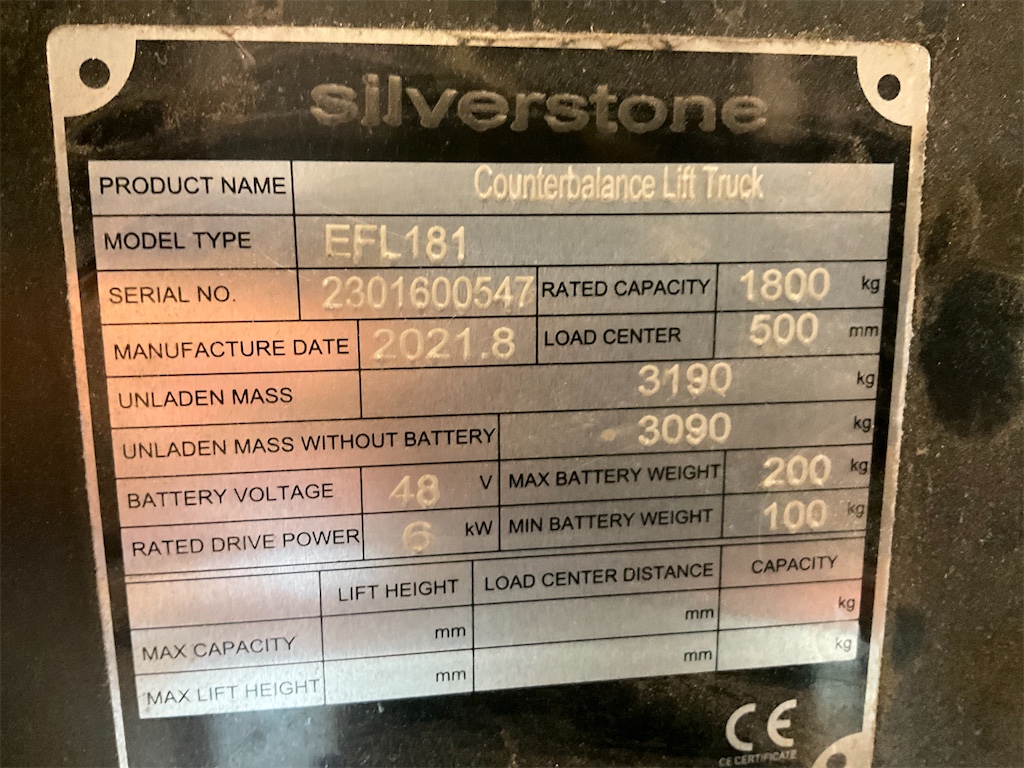 silverstone
PRODUCT NAME Counterbalance Lift Truck
MODEL TYPE EFL181
SERIAL NO. 2301600547 RATED CAPACITY 1800 kg
MANUFACTURE DATE 2021.8 LOAD CENTER 500 mm
UNLADEN MASS 3190 kg
UNLADEN MASS WITHOUT BATTERY 3090 kg
BATTERY VOLTAGE 48 V MAX BATTERY WEIGHT 200 kg
RATED DRIVE POWER 6 kW MIN BATTERY WEIGHT 100 kg
LIFT HEIGHT LOAD CENTER DISTANCE CAPACITY
MAX CAPACITY mm mm kg
MAX LIFT HEIGHT mm mm kg
CE
CE CERTIFICATE